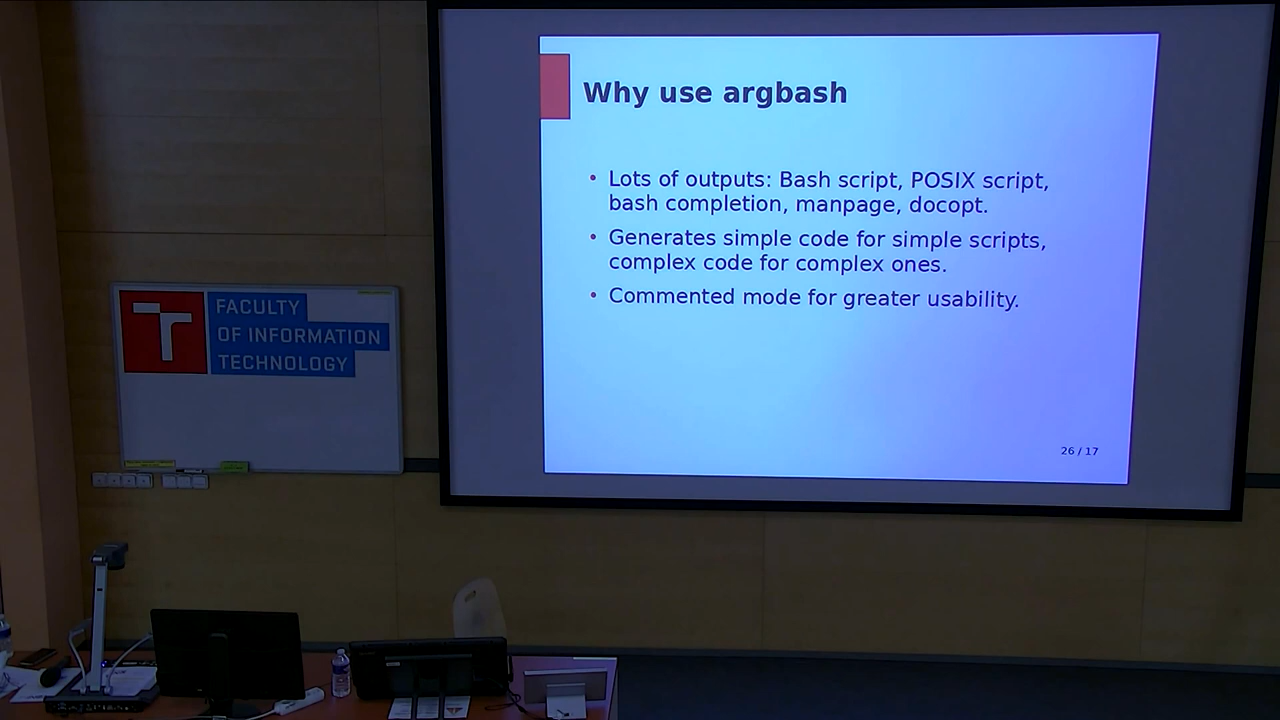 Why use argbash
• Lots of outputs: Bash script, POSIX script,
bash completion, manpage, docopt.
• Generates simple code for simple scripts,
complex code for complex ones.
• Commented mode for greater usability.
26 / 17
FACULTY
OF INFORMATION
TECHNOLOGY